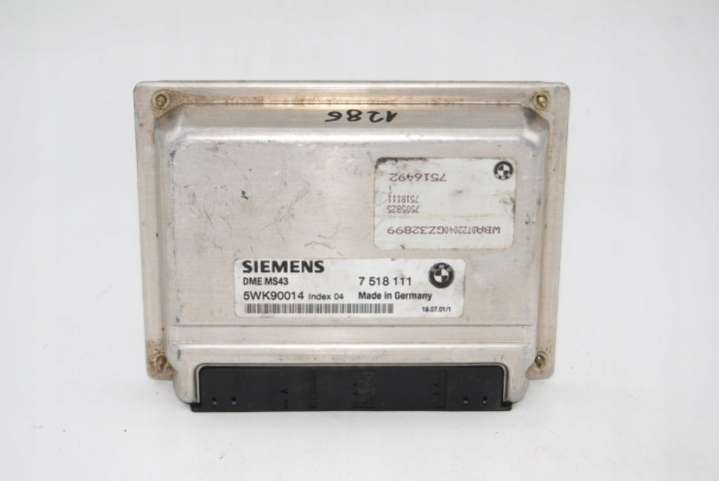 1286
7516492
7518111
7505825
SIEMENS
DME MS43
7 518 111
5WK90014 Index 04
Made in Germany
19.07.01/1
BMW